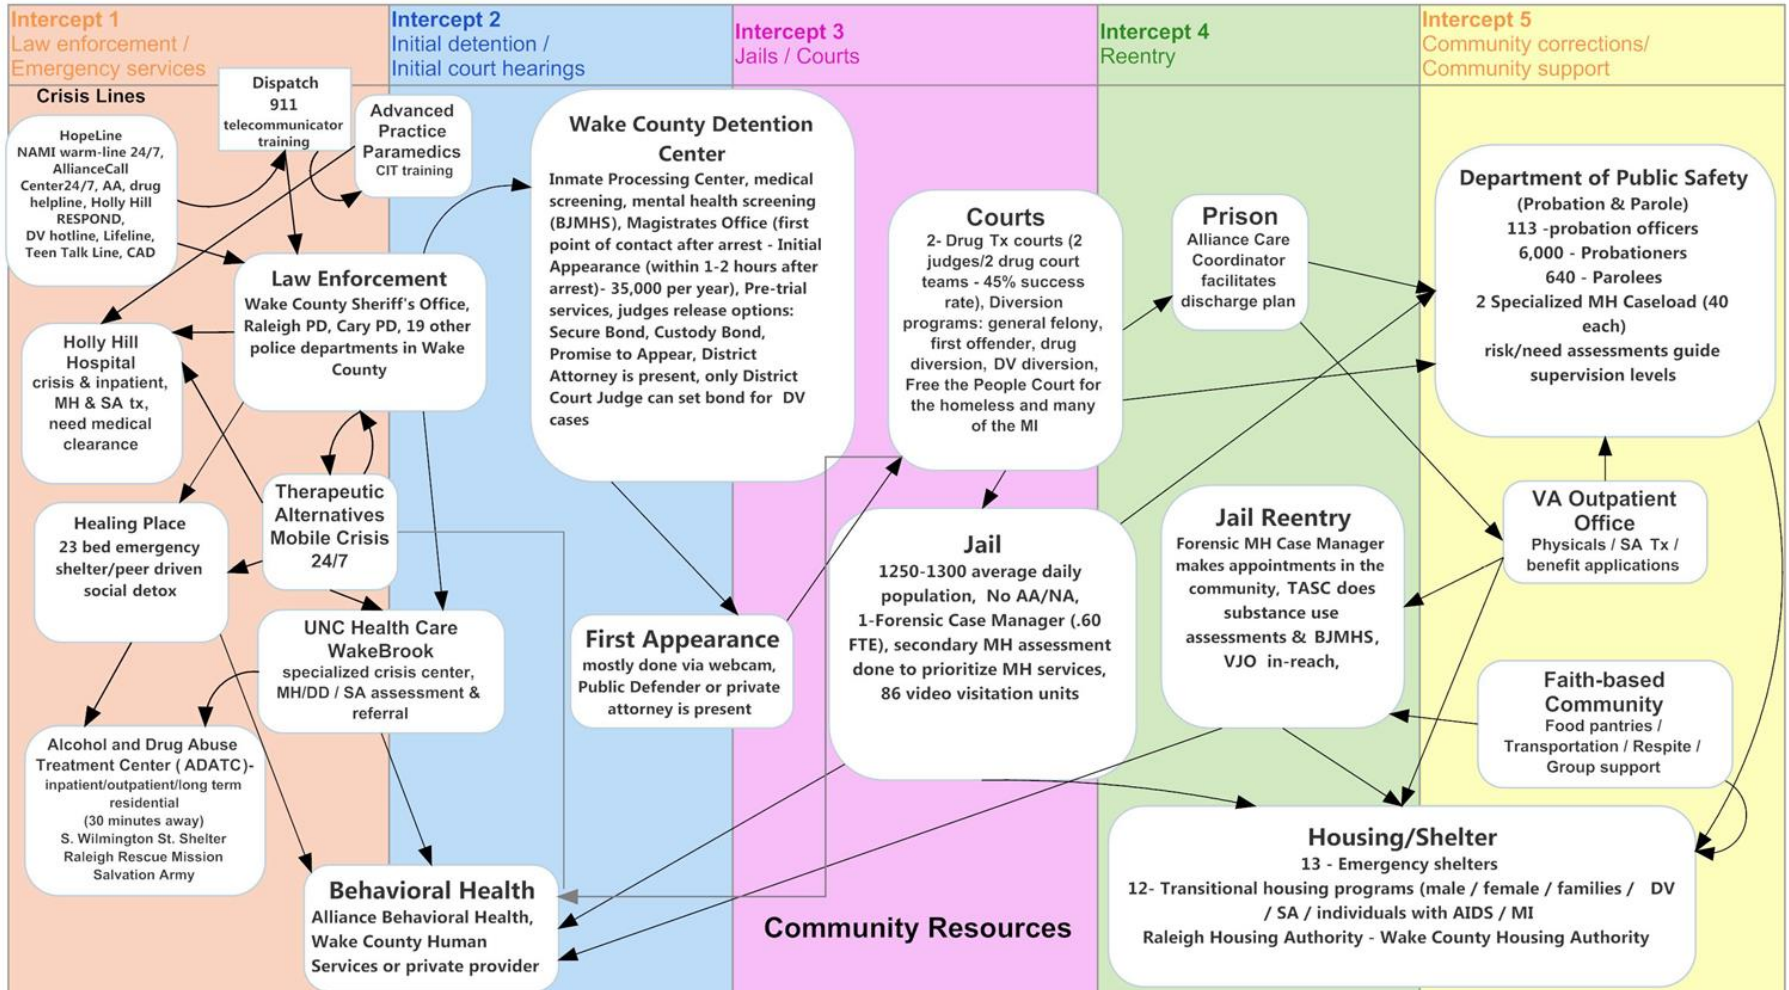 Intercept 1
Law enforcement /
Emergency services
Intercept 2
Initial detention /
Initial court hearings
Intercept 3
Jails / Courts
Intercept 4
Reentry
Intercept 5
Community corrections/
Community support
Crisis Lines
HopeLine
NAMI warm-line 24/7,
AllianceCall
Center24/7, AA, drug
helpline, Holly Hill
RESPOND,
DV hotline, Lifeline,
Teen Talk Line, CAD
Dispatch
911
telecommunicator
training
Advanced
Practice
Paramedics
CIT training
Law Enforcement
Wake County Sheriff's Office,
Raleigh PD, Cary PD, 19 other
police departments in Wake
County
Holly Hill
Hospital
crisis & inpatient,
MH & SA tx,
need medical
clearance
Therapeutic
Alternatives
Mobile Crisis
24/7
Healing Place
23 bed emergency
shelter/peer driven
social detox
UNC Health Care
WakeBrook
specialized crisis center,
MH/DD / SA assessment &
referral
Alcohol and Drug Abuse
Treatment Center ( ADATC)-
inpatient/outpatient/long term
residential
(30 minutes away)
S. Wilmington St. Shelter
Raleigh Rescue Mission
Salvation Army
Behavioral Health
Alliance Behavioral Health,
Wake County Human
Services or private provider
Wake County Detention
Center
Inmate Processing Center, medical
screening, mental health screening
(BJMHS), Magistrates Office (first
point of contact after arrest - Initial
Appearance (within 1-2 hours after
arrest)- 35,000 per year), Pre-trial
services, judges release options:
Secure Bond, Custody Bond,
Promise to Appear, District
Attorney is present, only District
Court Judge can set bond for DV
cases
First Appearance
mostly done via webcam,
Public Defender or private
attorney is present
Courts
2- Drug Tx courts (2
judges/2 drug court
teams - 45% success
rate), Diversion
programs: general felony,
first offender, drug
diversion, DV diversion,
Free the People Court for
the homeless and many
of the MI
Jail
1250-1300 average daily
population, No AA/NA,
1-Forensic Case Manager (.60
FTE), secondary MH assessment
done to prioritize MH services,
86 video visitation units
Community Resources
Prison
Alliance Care
Coordinator
facilitates
discharge plan
Jail Reentry
Forensic MH Case Manager
makes appointments in the
community, TASC does
substance use
assessments & BJMHS,
VJO in-reach,
Department of Public Safety
(Probation & Parole)
113 -probation officers
6,000 - Probationers
640 - Parolees
2 Specialized MH Caseload (40
each)
risk/need assessments guide
supervision levels
VA Outpatient
Office
Physicals / SA Tx /
benefit applications
Faith-based
Community
Food pantries /
Transportation / Respite /
Group support
Housing/Shelter
13 - Emergency shelters
12- Transitional housing programs (male / female / families / DV
/ SA / individuals with AIDS / MI
Raleigh Housing Authority - Wake County Housing Authority